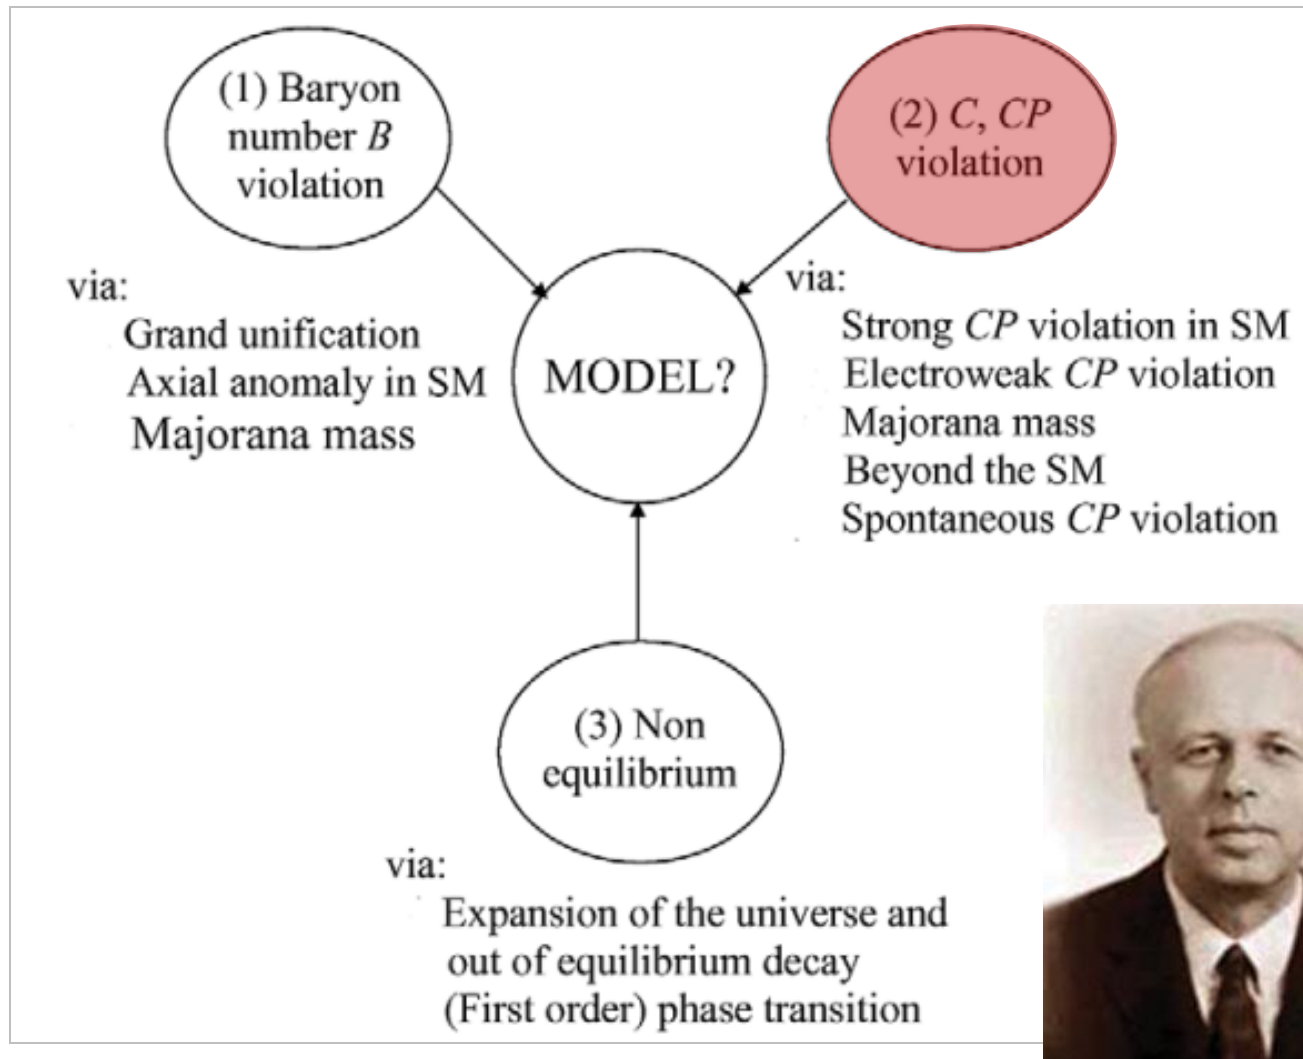 (1) Baryon
number B
violation
(2) C, CP
violation
via:
Grand unification
Axial anomaly in SM
Majorana mass
MODEL?
via:
Strong CP violation in SM
Electroweak CP violation
Majorana mass
Beyond the SM
Spontaneous CP violation
(3) Non
equilibrium
via:
Expansion of the universe and
out of equilibrium decay
(First order) phase transition